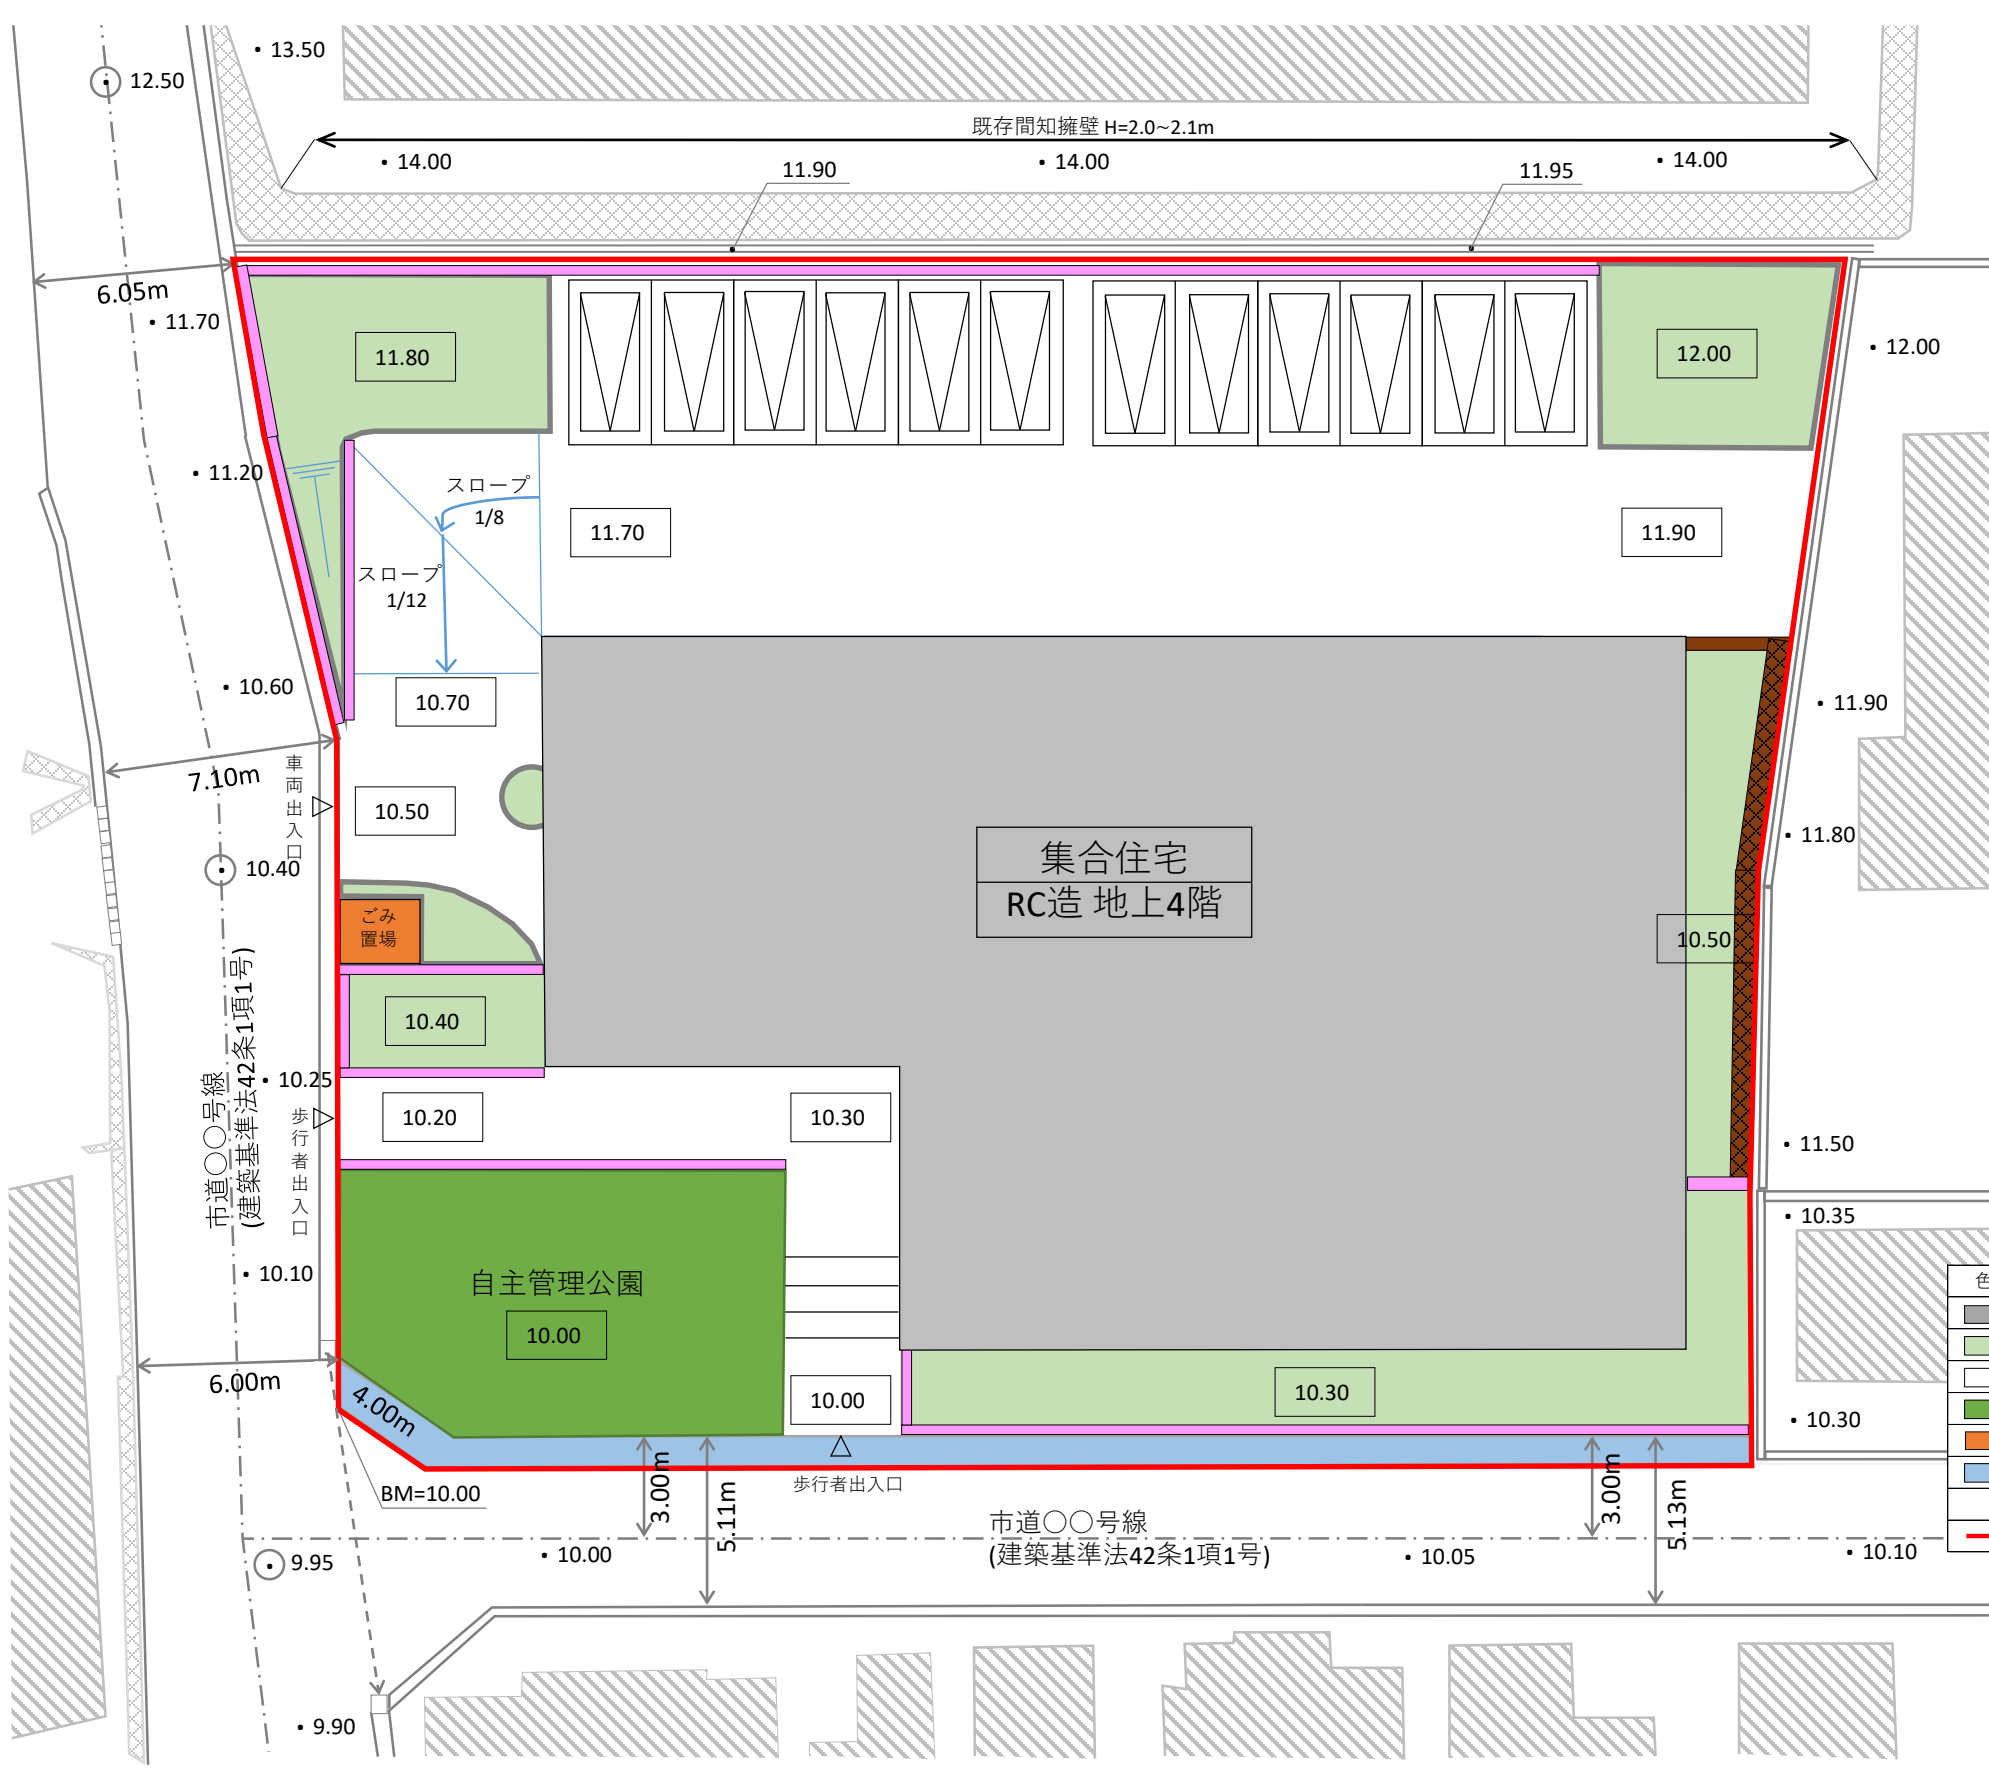 13.50
12.50
既存間知擁壁 H=2.0~2.1m
14.00
14.00
14.00
11.90
11.95
6.05m
11.70
11.80
12.00
12.00
11.20
スロープ
1/8
11.70
11.90
スロープ
1/12
10.60
10.70
11.90
7.10m
車両出入口
10.50
11.80
10.40
集合住宅
RC造 地上4階
ごみ
置場
10.50
10.40
市道〇〇号線
(建築基準法42条1項1号)
10.25
10.20
10.30
歩行者出入口
11.50
10.35
10.10
自主管理公園
10.00
色
6.00m
4.00m
10.00
10.30
10.30
BM=10.00
3.00m
5.11m
歩行者出入口
3.00m
5.13m
市道〇〇号線
(建築基準法42条1項1号)
9.95
10.00
10.05
10.10
9.90